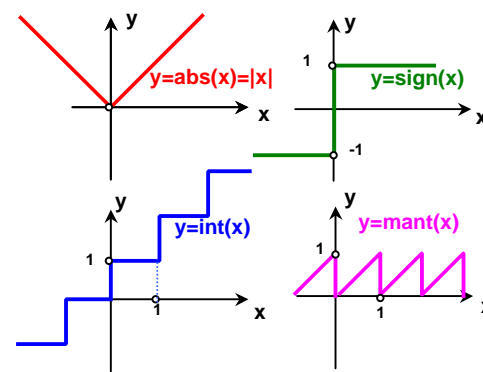 y
y=abs(x)=|x|
x
y
1
y=sign(x)
x
-1
y
y=int(x)
1
1
x
y
y=mant(x)
1
1
x